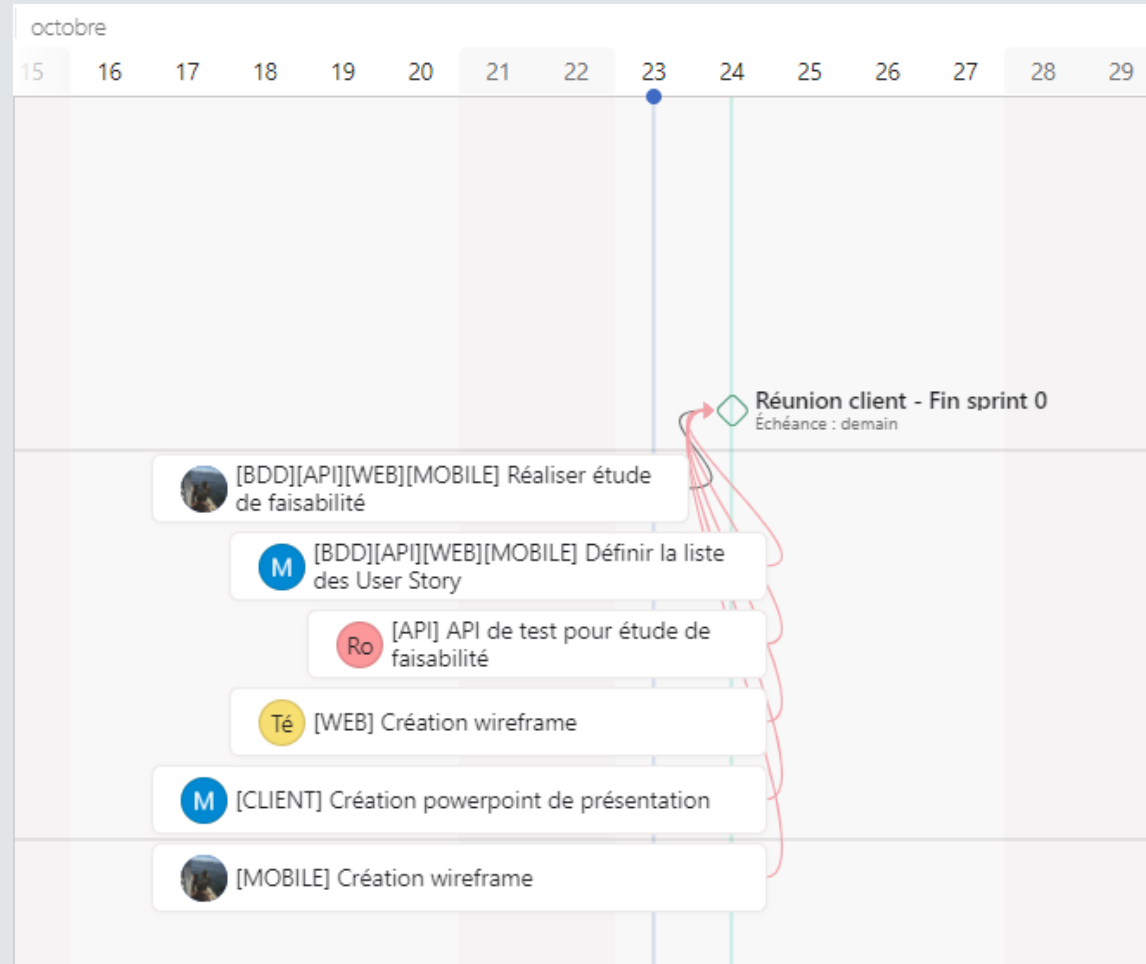 octobre
15 16 17 18 19 20 21 22 23 24 25 26 27 28 29
Réunion client - Fin sprint 0
Échéance : demain
[BDD][API][WEB][MOBILE] Réaliser étude
de faisabilité
M
[BDD][API][WEB][MOBILE] Définir la liste
des User Story
Ro
[API] API de test pour étude de
faisabilité
Té
[WEB] Création wireframe
M
[CLIENT] Création powerpoint de présentation
[MOBILE] Création wireframe